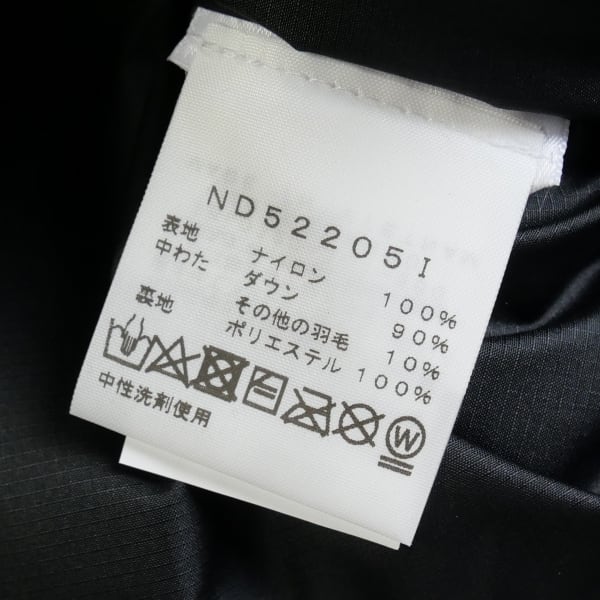 ND52205I
表地 ナイロン 100%
中わた ダウン 90%
その他の羽毛 10%
裏地 ポリエステル 100%
W
中性洗剤使用